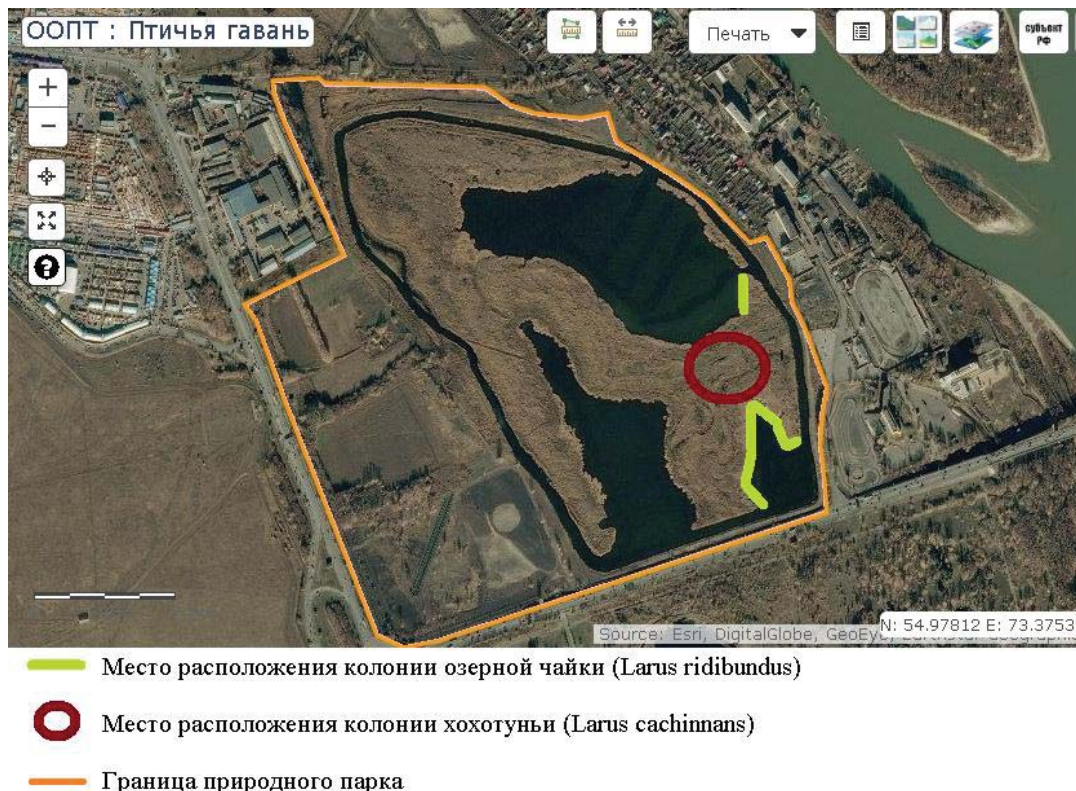 ООПТ : Птичья гавань
Печать
субъект РФ
Source: Esri, DigitalGlobe, GeoEye,
N: 54.97812 E: 73.3753
Место расположения колонии озерной чайки (Larus ridibundus)
Место расположения колонии хохотуньи (Larus cachinnans)
Граница природного парка